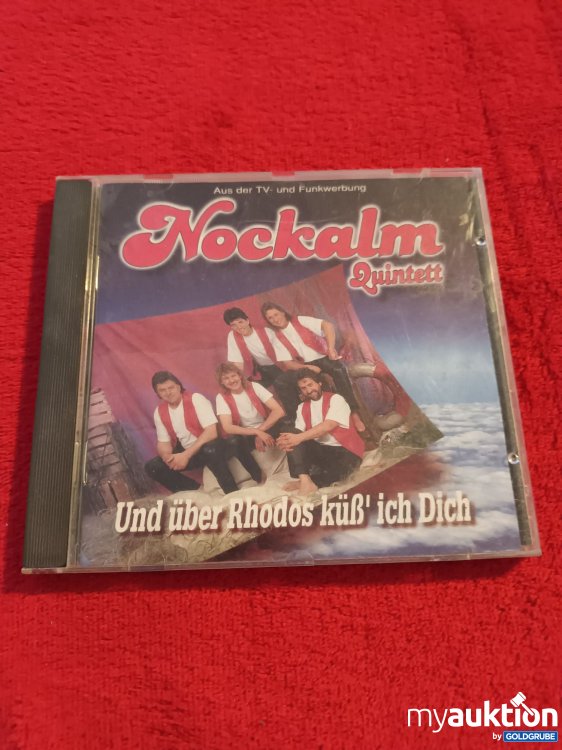 Aus der TV- und Funkwerbung
Nockalm
Quintett
Und über Rhodos küß' ich Dich
myauktion
by GOLDGRUBE